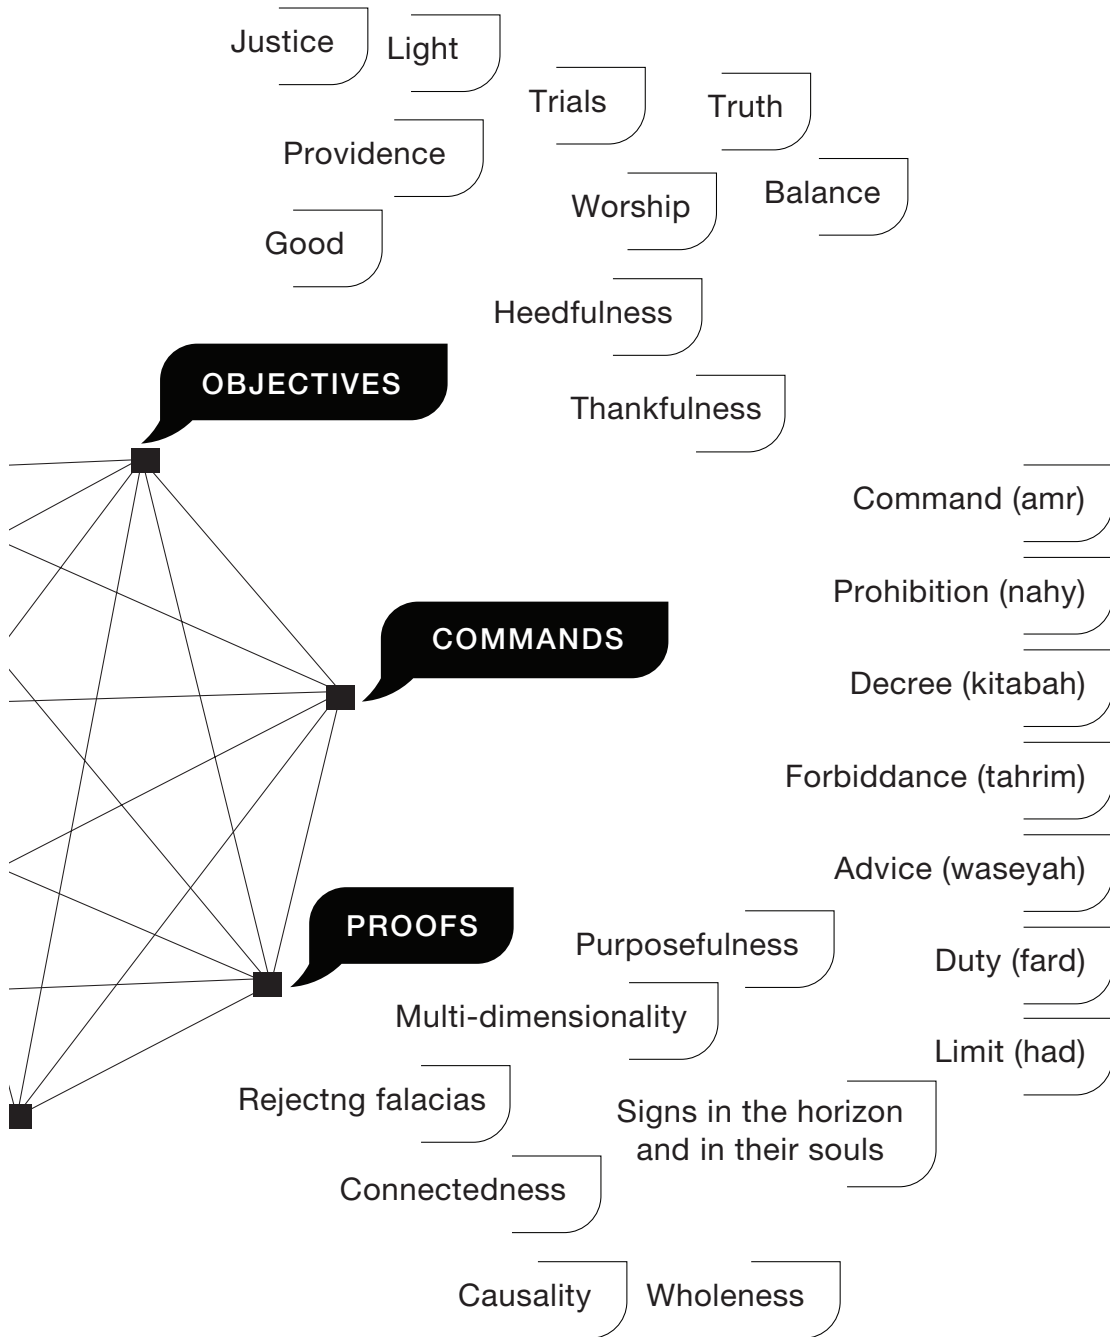 Justice
Light
Trials
Truth
Providence
Balance
Worship
Good
Heedfulness
OBJECTIVES
Thankfulness
Command (amr)
Prohibition (nahy)
COMMANDS
Decree (kitabah)
Forbiddance (tahrim)
Advice (waseyah)
PROOFS
Purposefulness
Duty (fard)
Multi-dimensionality
Limit (had)
Rejectng falacias
Signs in the horizon
and in their souls
Connectedness
Causality
Wholeness